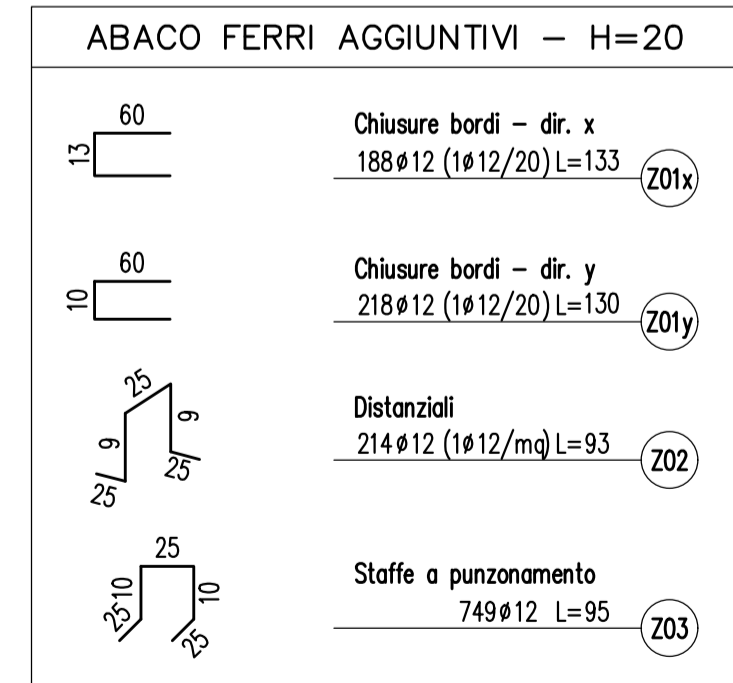 ABACO FERRI AGGIUNTIVI – H=20
60
13
Chiusure bordi – dir. x
188ø12 (1ø12/20) L=133
Z01x
60
10
Chiusure bordi – dir. y
218ø12 (1ø12/20) L=130
Z01y
25
9
9
25
25
Distanziali
214ø12 (1ø12/mq) L=93
Z02
25
10
10
25
25
Staffe a punzonamento
749ø12 L=95
Z03